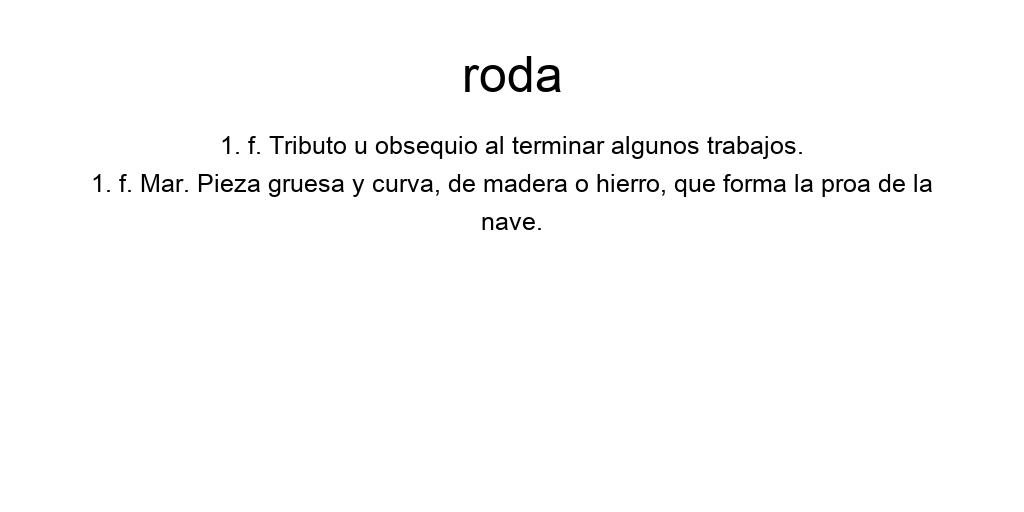 roda
1. f. Tributo u obsequio al terminar algunos trabajos.
1. f. Mar. Pieza gruesa y curva, de madera o hierro, que forma la proa de la
nave.